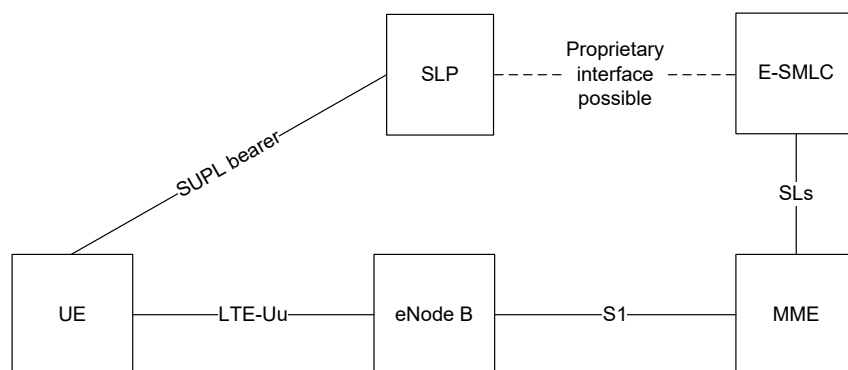 SLP
Proprietary
interface
possible
E-SMLC
SUPL bearer
SLs
UE
LTE-Uu
eNode B
S1
MME